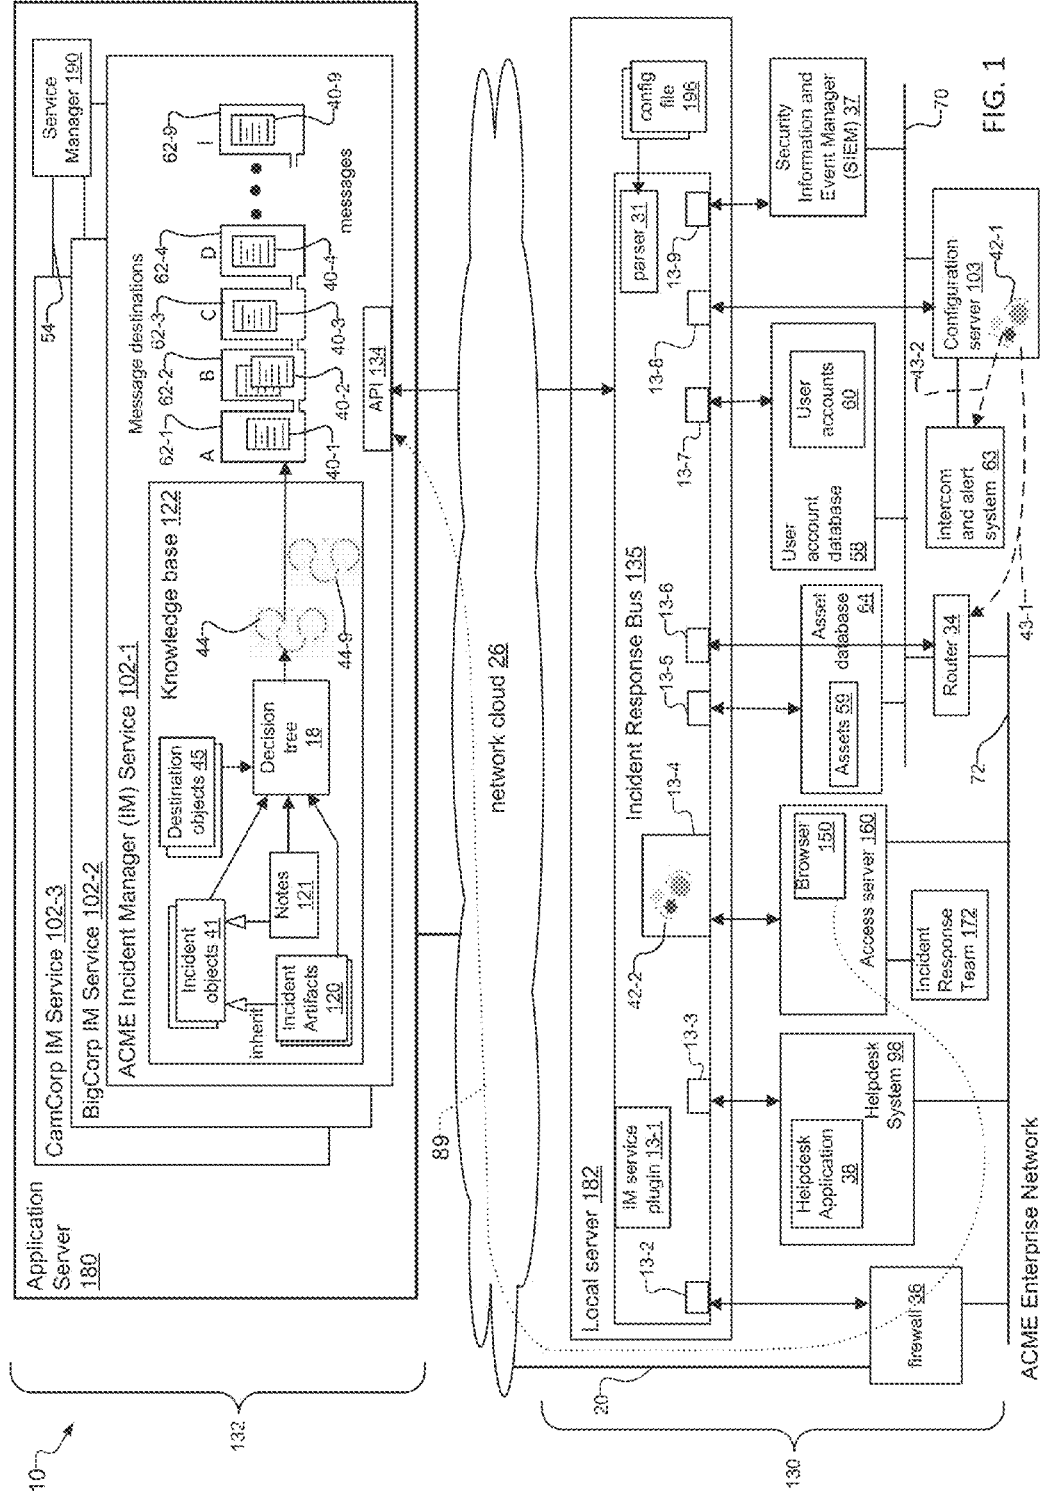 10
132
Application
Server
180
CamCorp IM Service 102-3
BigCorp IM Service 102-2
ACME Incident Manager (IM) Service 102-1
54
Service
Manager 190
Knowledge base 122
Incident
objects 41
inherit
Incident
Artifacts
120
Notes
121
Destination
objects 45
Decision
tree
18
44
44-9
Message destinations
62-1
62-2
62-3
62-4
62-9
A
B
C
D
I
40-1
40-2
40-3
40-4
40-9
messages
API 134
89
network cloud 26
20
130
Local server 182
Incident Response Bus 135
13-2
IM service
plugin 13-1
13-3
42-2
13-4
13-5
13-6
13-7
13-8
13-9
parser 31
config
file
196
firewall 36
Helpdesk
Application
38
Helpdesk
System 98
Browser
150
Access server 160
Incident
Response
Team 172
Assets 59
Asset
database
64
Router 34
72
User
account
database
58
User
accounts
60
Intercom
and alert
system 63
43-1
43-2
Configuration
server 103
42-1
Security
Information and
Event Manager
(SIEM) 37
70
ACME Enterprise Network
FIG. 1